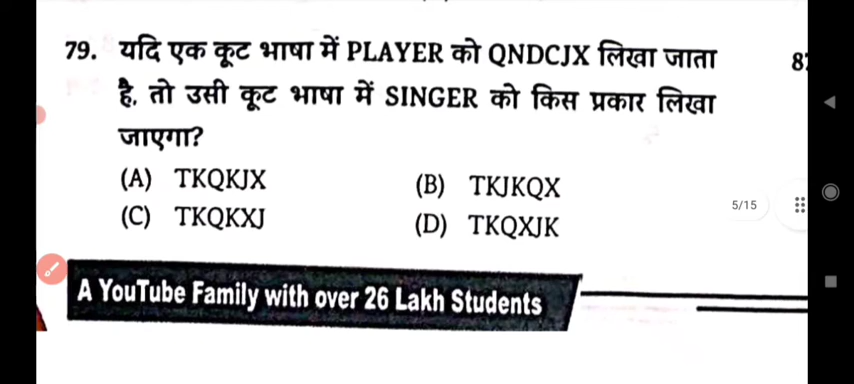 79. यदि एक कूट भाषा में PLAYER को QNDCJX लिखा जाता
है, तो उसी कूट भाषा में SINGER को किस प्रकार लिखा
जाएगा?
(A) TKQKJX (B) TKJKQX
(C) TKQKXJ (D) TKQXJK
5/15
A YouTube Family with over 26 Lakh Students